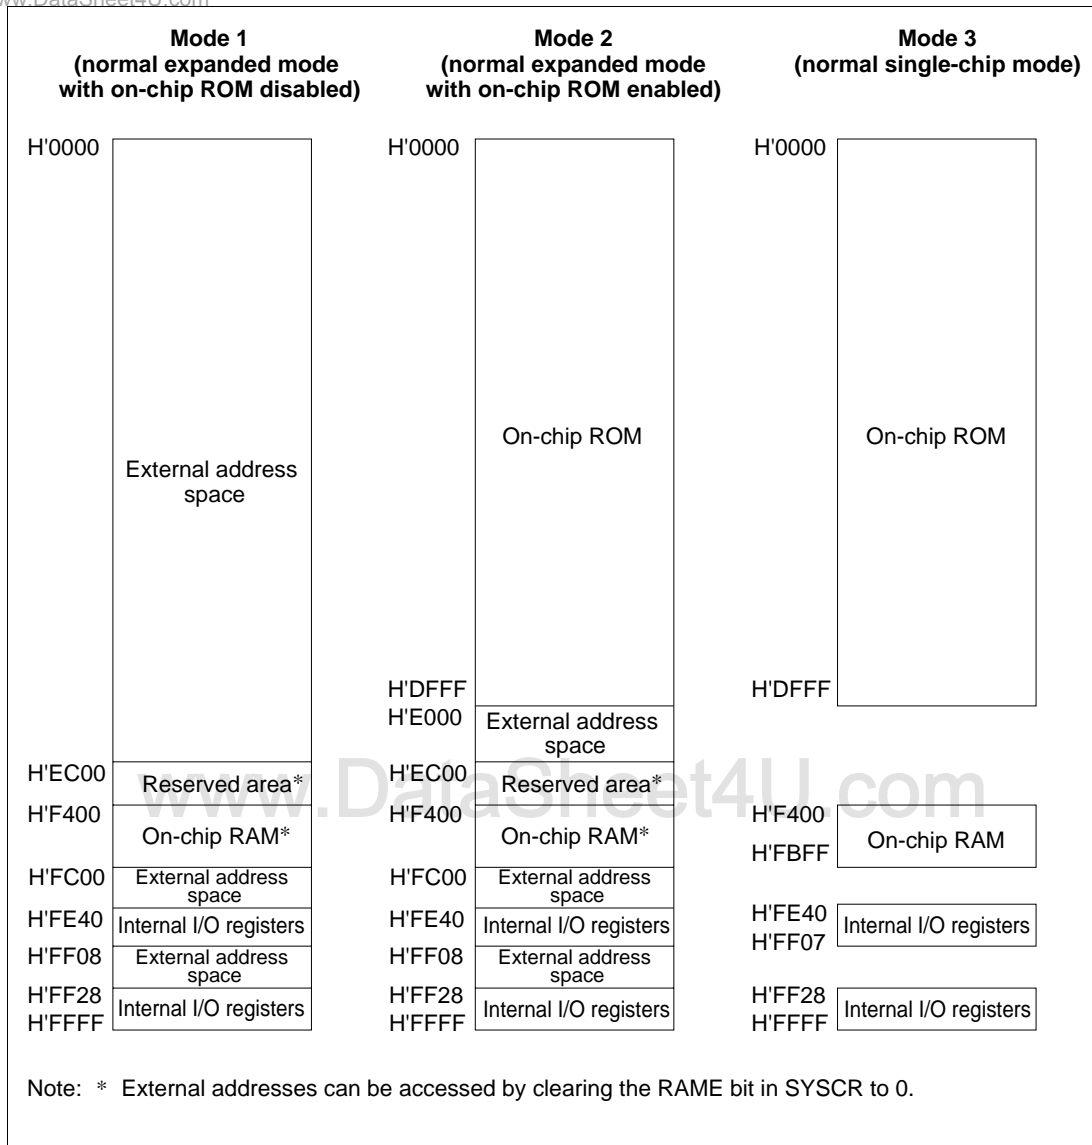 www.DataSheet4U.com
Mode 1
(normal expanded mode
with on-chip ROM disabled)
Mode 2
(normal expanded mode
with on-chip ROM enabled)
Mode 3
(normal single-chip mode)
H'0000
External address
space
H'EC00
Reserved area*
H'F400
On-chip RAM*
H'FC00
External address
space
H'FE40
Internal I/O registers
H'FF08
External address
space
H'FF28
Internal I/O registers
H'FFFF
H'0000
On-chip ROM
H'DFFF
H'E000
External address
space
H'EC00
Reserved area*
H'F400
On-chip RAM*
H'FC00
External address
space
H'FE40
Internal I/O registers
H'FF08
External address
space
H'FF28
Internal I/O registers
H'FFFF
H'0000
On-chip ROM
H'DFFF
H'F400
On-chip RAM
H'FBFF
H'FE40
Internal I/O registers
H'FF07
H'FF28
Internal I/O registers
H'FFFF
www.DataSheet4U.com
Note: * External addresses can be accessed by clearing the RAME bit in SYSCR to 0.